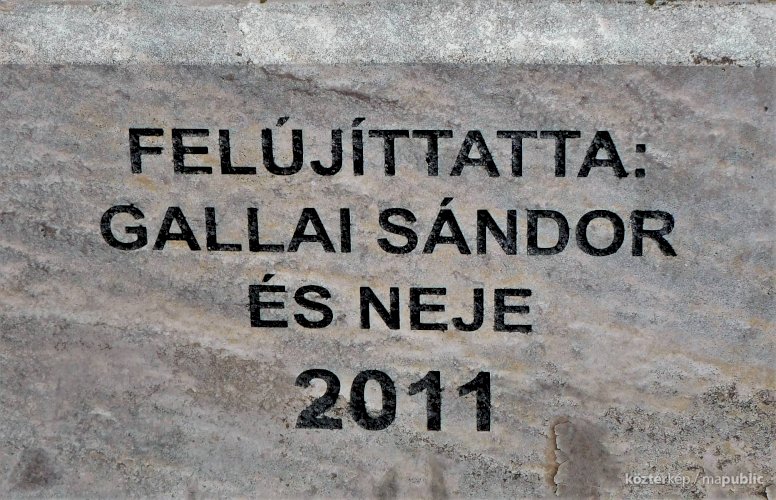 FELÚJÍTTATTA:
GALLAI SÁNDOR
ÉS NEJE
2011
köztérkép / mapublic